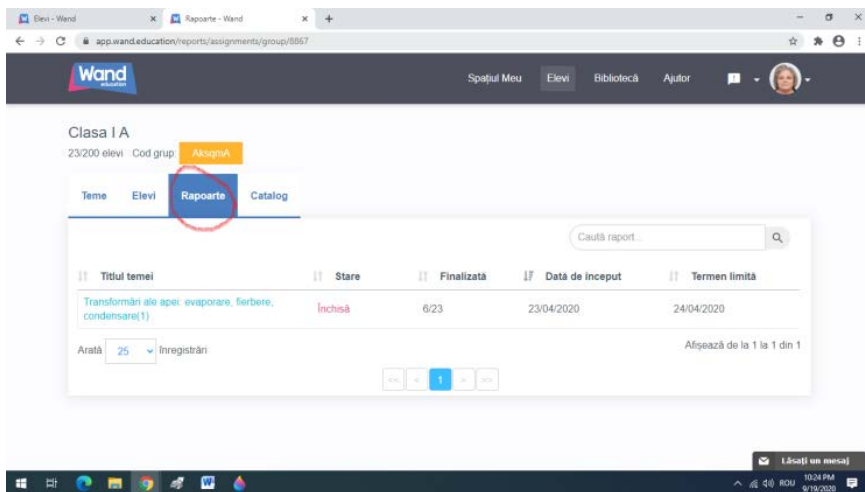 Elevi - Wand
Rapoarte - Wand
app.wand.education/reports/assignments/group/8867
Wand
education
Spațiul Meu Elevi Bibliotecă Ajutor
Clasa I A
23/200 elevi Cod grup: AksqmA
Teme Elevi Rapoarte Catalog
Caută raport...
Titlul temei Stare Finalizată Dată de început Termen limită
Transformări ale apei: evaporare, fierbere,
condensare(1)
Închisă 6/23 23/04/2020 24/04/2020
Arată 25 înregistrări
Afișează de la 1 la 1 din 1
<< < 1 > >>
Lăsați un mesaj
ROU
10:24 PM
9/19/2020